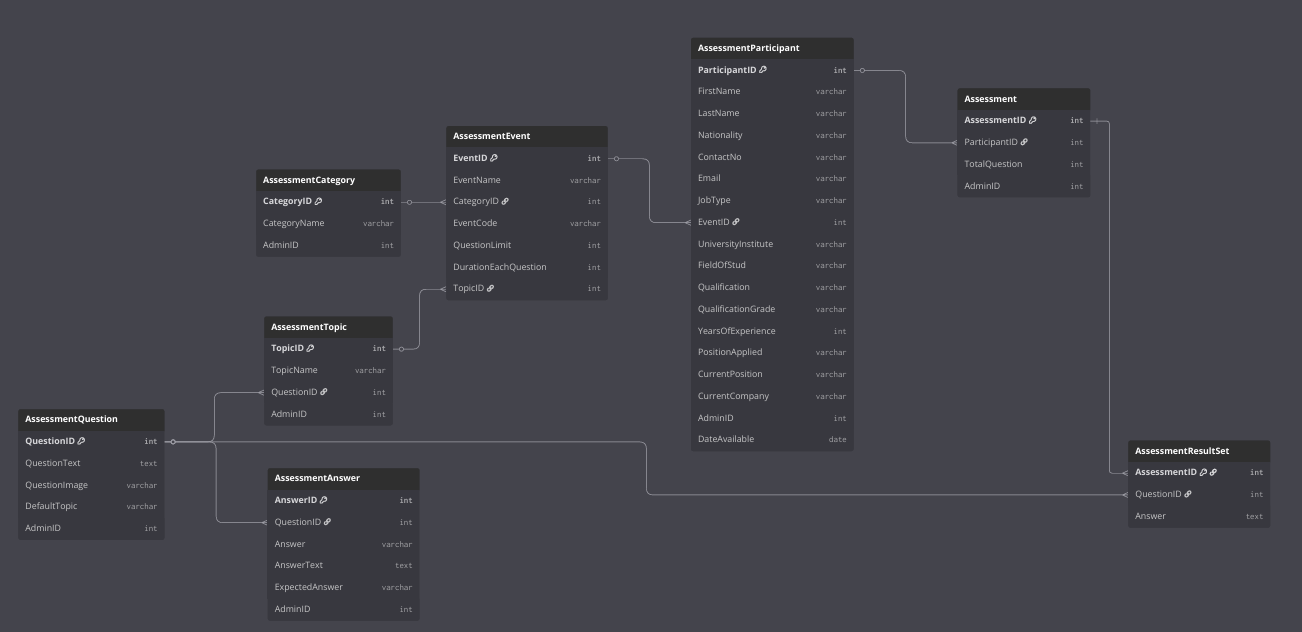 AssessmentParticipant
ParticipantID int
FirstName varchar
LastName varchar
Nationality varchar
ContactNo varchar
Email varchar
JobType varchar
EventID int
UniversityInstitute varchar
FieldOfStud varchar
Qualification varchar
QualificationGrade varchar
YearsOfExperience int
PositionApplied varchar
CurrentPosition varchar
CurrentCompany varchar
AdminID int
DateAvailable date
Assessment
AssessmentID int
ParticipantID int
TotalQuestion int
AdminID int
AssessmentEvent
EventID int
EventName varchar
CategoryID int
EventCode varchar
QuestionLimit int
DurationEachQuestion int
TopicID int
AssessmentCategory
CategoryID int
CategoryName varchar
AdminID int
AssessmentTopic
TopicID int
TopicName varchar
QuestionID int
AdminID int
AssessmentQuestion
QuestionID int
QuestionText text
QuestionImage varchar
DefaultTopic varchar
AdminID int
AssessmentAnswer
AnswerID int
QuestionID int
Answer varchar
AnswerText text
ExpectedAnswer varchar
AdminID int
AssessmentResultSet
AssessmentID int
QuestionID int
Answer text